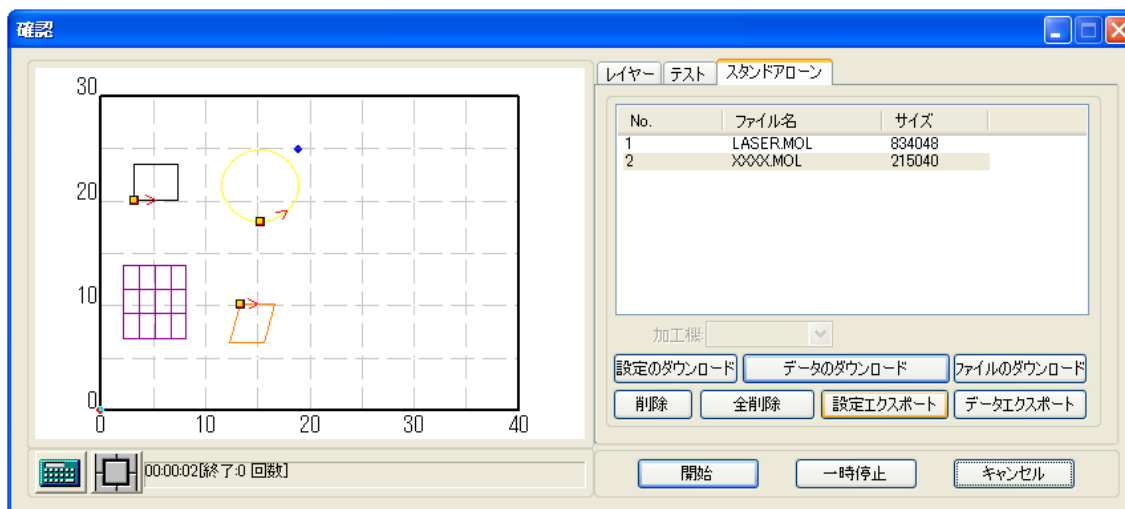 確認
30
20
10
0
0 10 20 30 40
00:00:02[終了:0 回数]
レイヤー テスト スタンドアローン
No. ファイル名 サイズ
1 LASER.MOL 834048
2 XXXX.MOL 215040
加工機:
設定のダウンロード データのダウンロード ファイルのダウンロード
削除 全削除 設定エクスポート データエクスポート
開始 一時停止 キャンセル